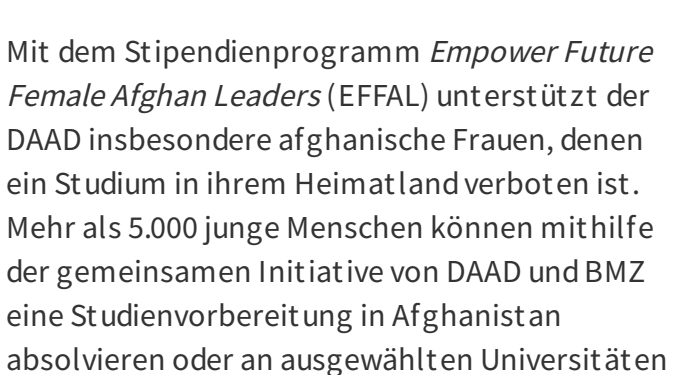 Mit dem Stipendienprogramm Empower Future
Female Afghan Leaders (EFFAL) unterstützt der
DAAD insbesondere afghanische Frauen, denen
ein Studium in ihrem Heimatland verboten ist.
Mehr als 5.000 junge Menschen können mithilfe
der gemeinsamen Initiative von DAAD und BMZ
eine Studienvorbereitung in Afghanistan
absolvieren oder an ausgewählten Universitäten